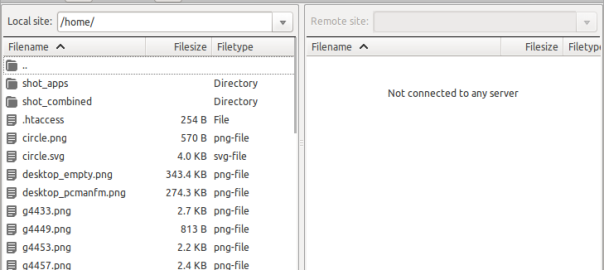 Local site: /home/ Remote site:
Filename Filesize Filetype Filename Filesize
..
shot_apps Directory
shot_combined Directory Not connected to any server
.htaccess 254 B File
circle.png 570 B png-file
circle.svg 4.0 KB svg-file
desktop_empty.png 343.4 KB png-file
desktop_pcmanfm.png 274.3 KB png-file
g4433.png 2.7 KB png-file
g4449.png 813 B png-file
g4453.png 2.2 KB png-file
g4457.png 2.4 KB png-file